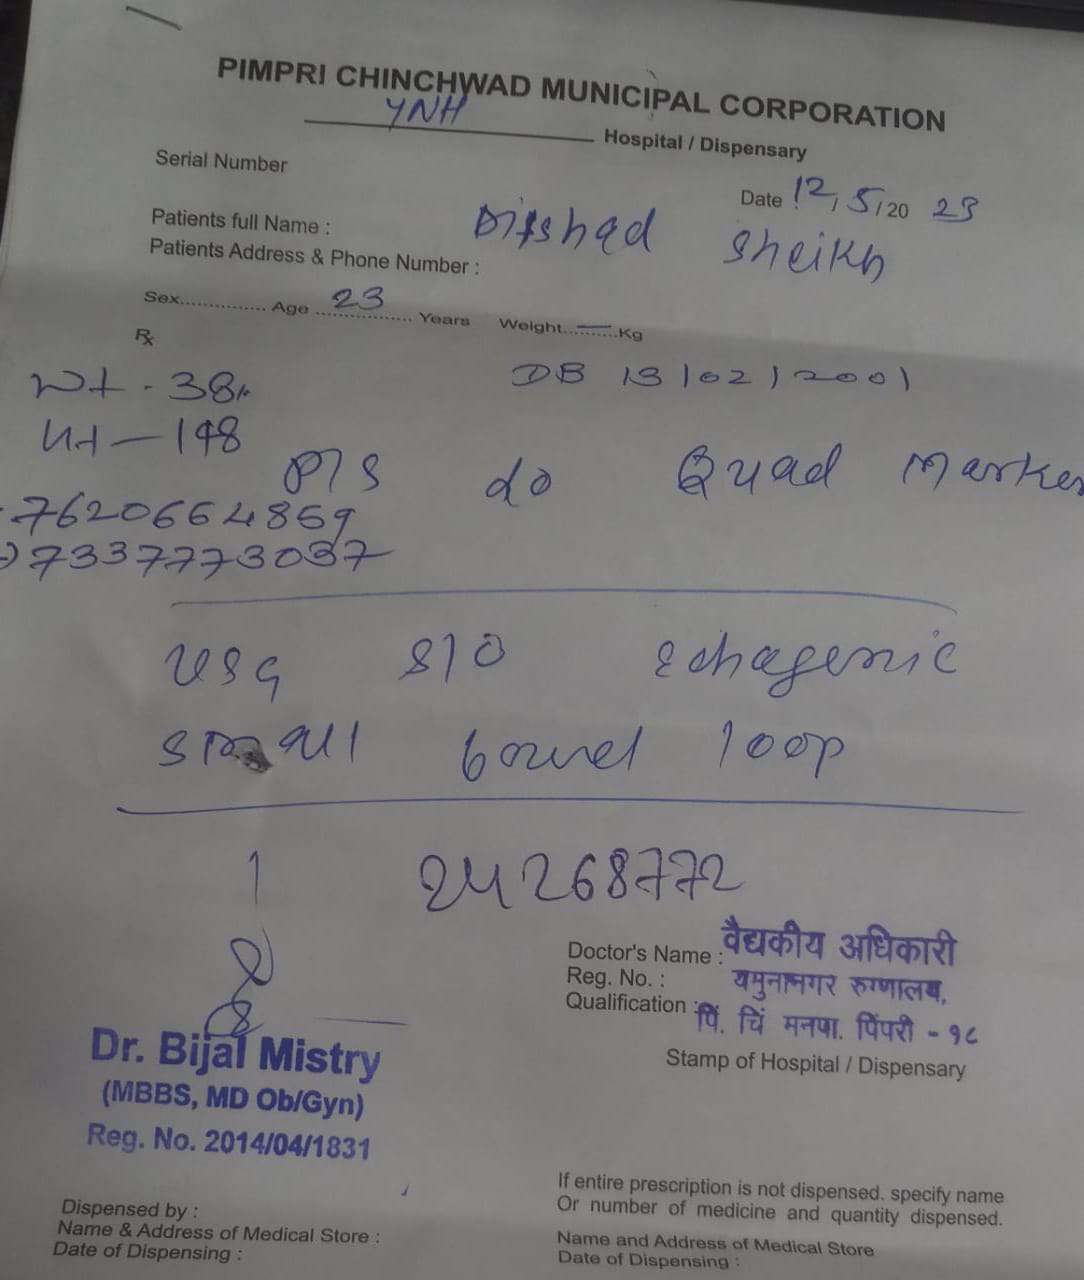 PIMPRI CHINCHWAD MUNICIPAL CORPORATION
YNH Hospital / Dispensary
Serial Number
Date 12/5/20 23
Patients full Name : Dilshad Sheikh
Patients Address & Phone Number :
Sex............... Age 23 Years Weight.....—.....Kg
Rx
Wt - 38
DB 13/02/2001
Ht - 148
Pls do Quad Marker
7620664859
7337773037
USG S/O Echogenic
small bowel loop
24268772
Doctor's Name : वैद्यकीय अधिकारी
Reg. No. : यमुनानगर रुग्णालय,
Qualification : पिं. चिं मनपा. पिंपरी - १८
Stamp of Hospital / Dispensary
Dr. Bijal Mistry
(MBBS, MD Ob/Gyn)
Reg. No. 2014/04/1831
If entire prescription is not dispensed. specify name
Or number of medicine and quantity dispensed.
Dispensed by :
Name & Address of Medical Store :
Date of Dispensing :
Name and Address of Medical Store
Date of Dispensing :